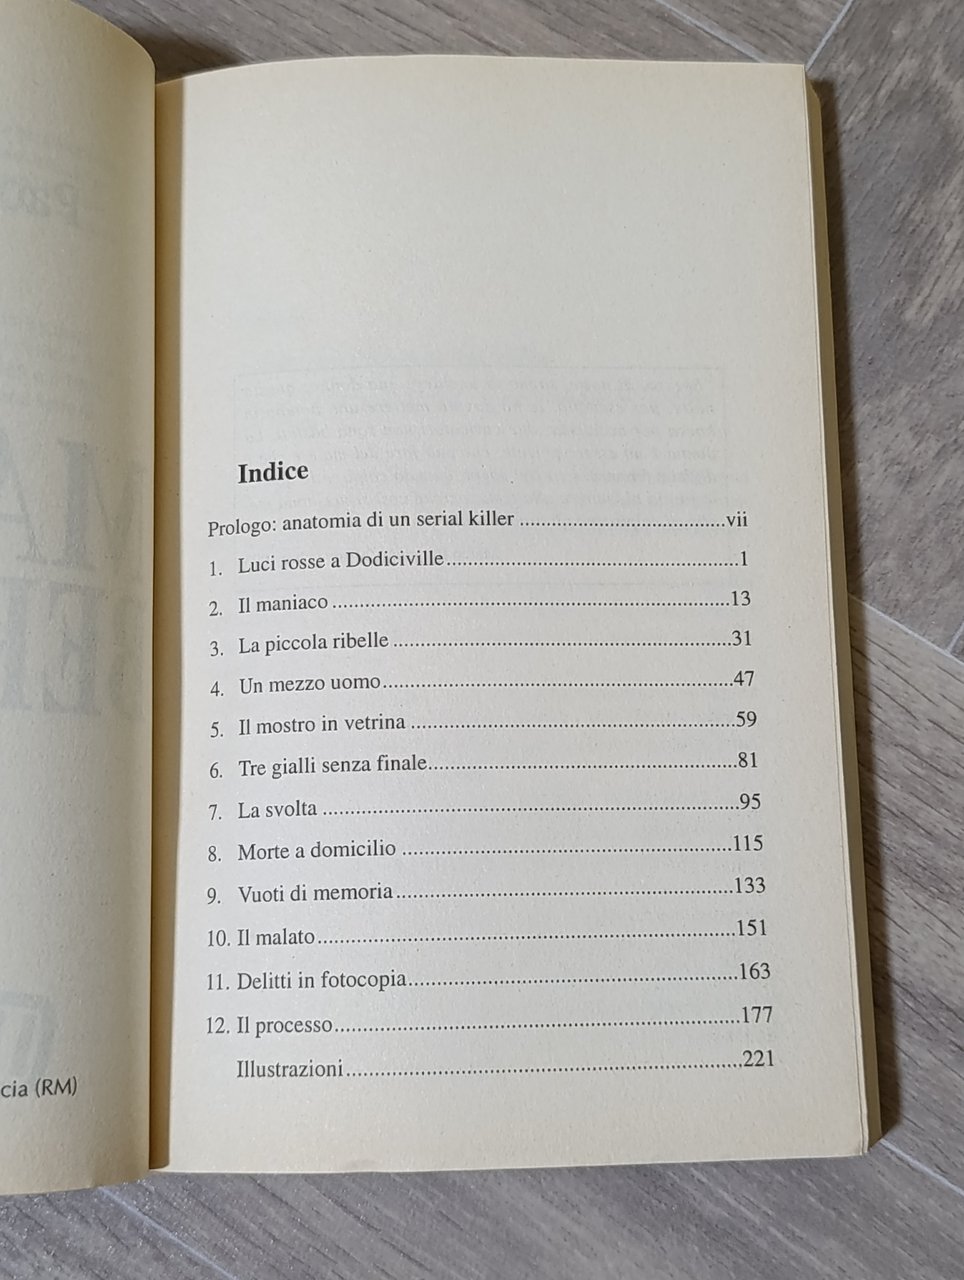 Indice
Prologo: anatomia di un serial killer ..................................vii
1. Luci rosse a Dodiciville.................................................1
2. Il maniaco ...................................................................13
3. La piccola ribelle .........................................................31
4. Un mezzo uomo...........................................................47
5. Il mostro in vetrina ......................................................59
6. Tre gialli senza finale....................................................81
7. La svolta .....................................................................95
8. Morte a domicilio .......................................................115
9. Vuoti di memoria ........................................................133
10. Il malato.....................................................................151
11. Delitti in fotocopia......................................................163
12. Il processo..................................................................177
Illustrazioni.................................................................221
cia (RM)